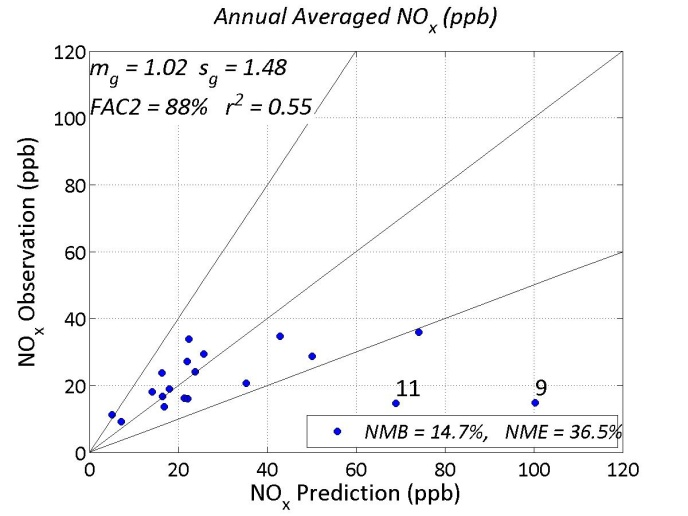 Annual Averaged NOx (ppb)
120
mg = 1.02 sg = 1.48
FAC2 = 88% r2 = 0.55
100
80
60
40
20
0
NOx Observation (ppb)
11
9
NMB = 14.7%, NME = 36.5%
0 20 40 60 80 100 120
NOx Prediction (ppb)